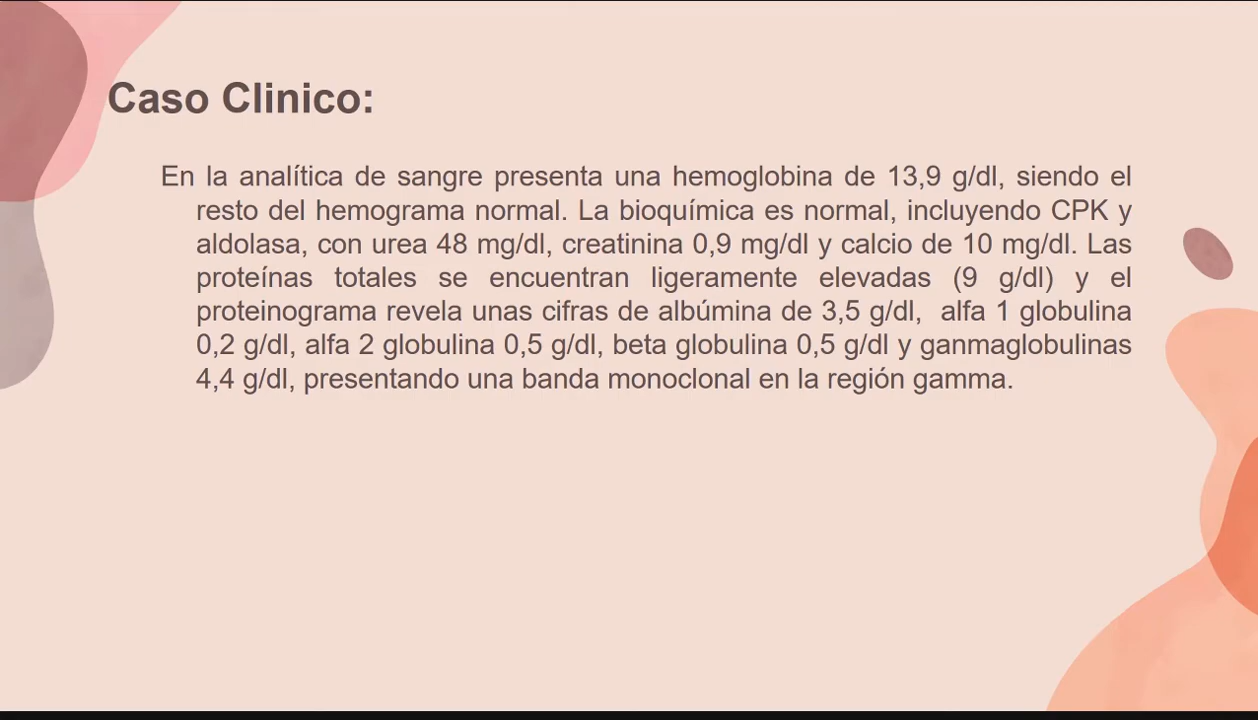 Caso Clinico:
En la analítica de sangre presenta una hemoglobina de 13,9 g/dl, siendo el
resto del hemograma normal. La bioquímica es normal, incluyendo CPK y
aldolasa, con urea 48 mg/dl, creatinina 0,9 mg/dl y calcio de 10 mg/dl. Las
proteínas totales se encuentran ligeramente elevadas (9 g/dl) y el
proteinograma revela unas cifras de albúmina de 3,5 g/dl, alfa 1 globulina
0,2 g/dl, alfa 2 globulina 0,5 g/dl, beta globulina 0,5 g/dl y ganmaglobulinas
4,4 g/dl, presentando una banda monoclonal en la región gamma.